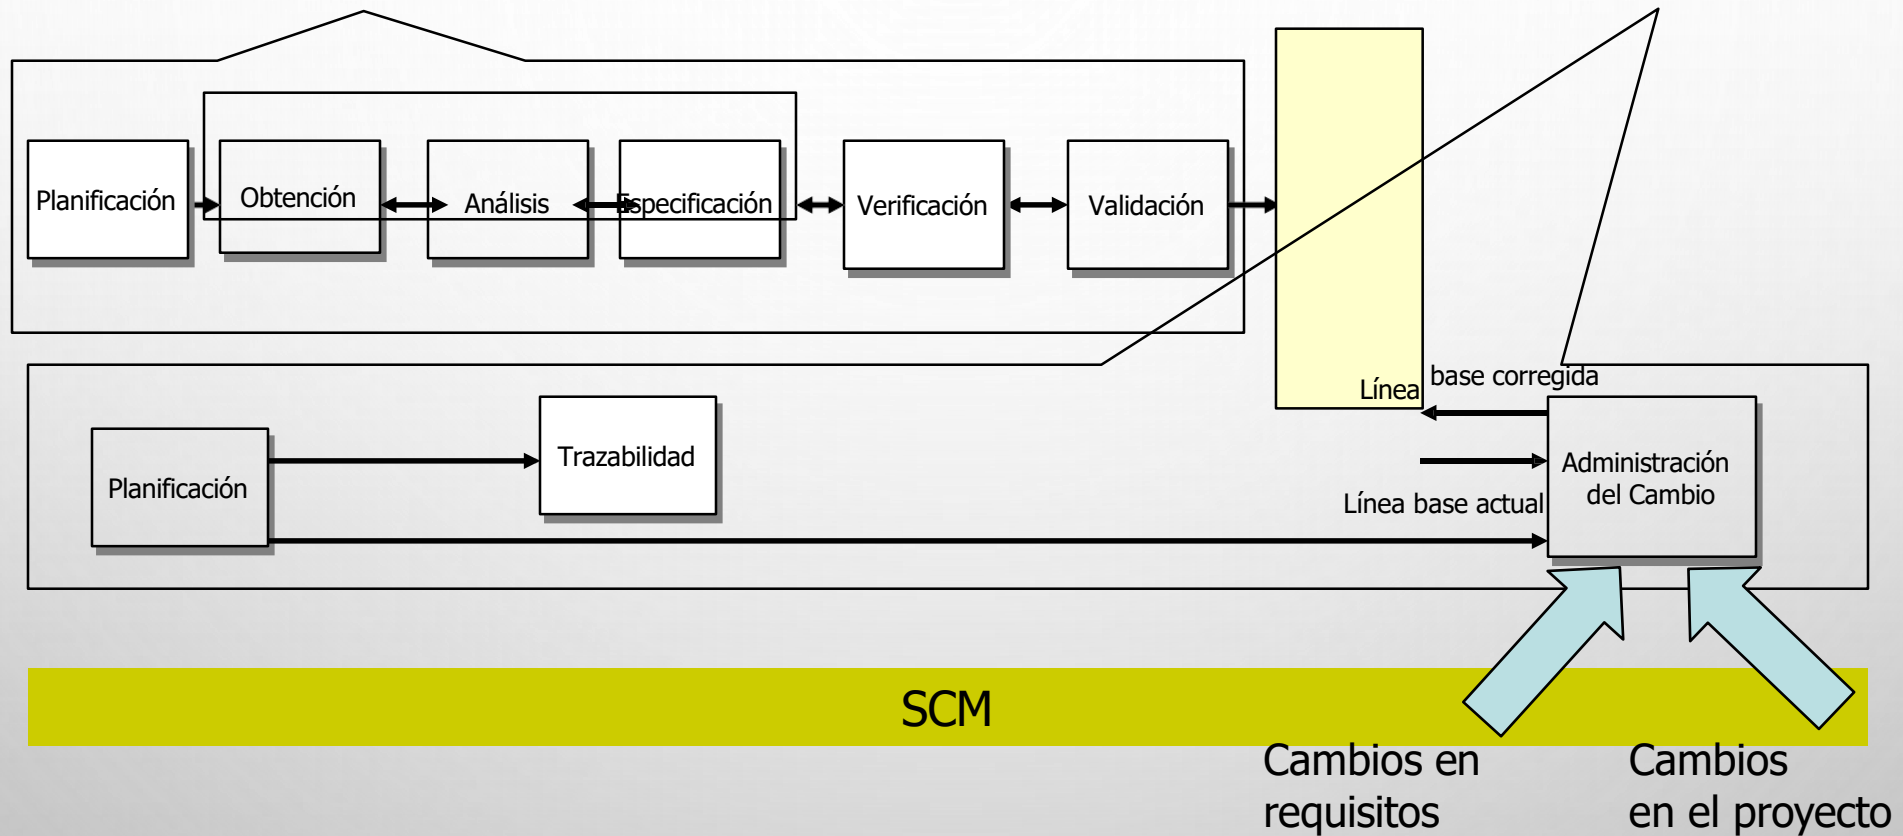 Planificación
Obtención
Análisis
Especificación
Verificación
Validación
Línea base corregida
Planificación
Trazabilidad
Línea base actual
Administración
del Cambio
SCM
Cambios en
requisitos
Cambios
en el proyecto